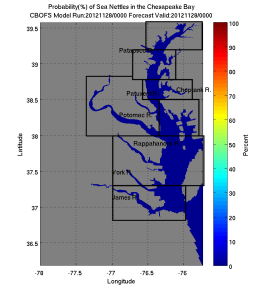 Probability(%) of Sea Nettles in the Chesapeake Bay
CBOFS Model Run:20121128/0000 Forecast Valid:20121128/0000
39.5
39
38.5
38
37.5
37
36.5
Latitude
-78
-77.5
-77
-76.5
-76
Longitude
Patapsco R.
Patuxent R.
Choptank R.
Potomac R.
Rappahannock R.
York R.
James R.
100
90
80
70
60
50
40
30
20
10
0
Percent